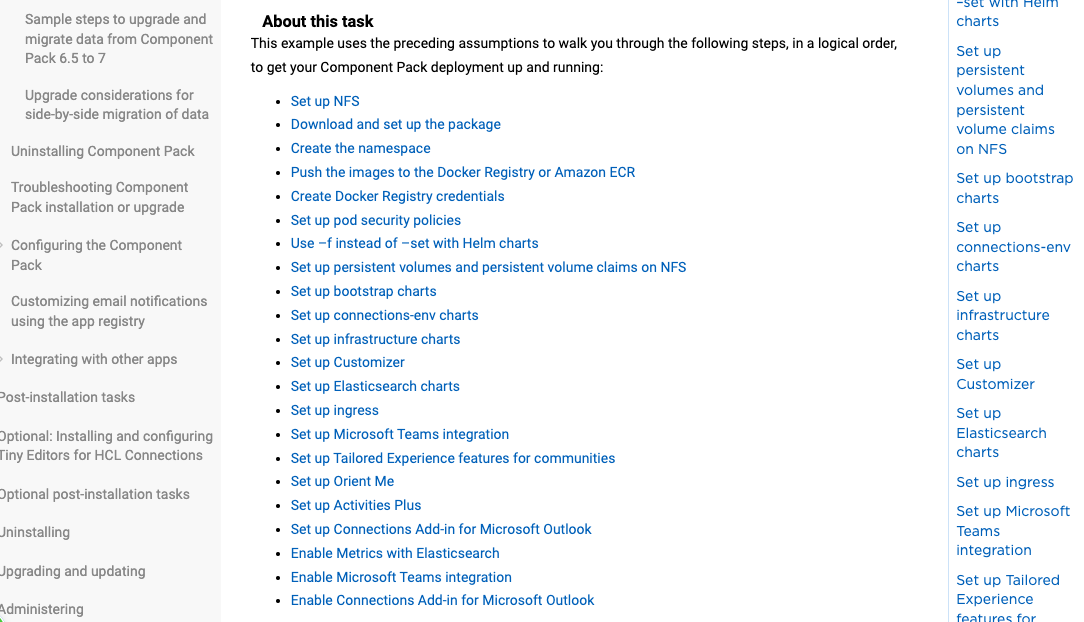 Sample steps to upgrade and
migrate data from Component
Pack 6.5 to 7
Upgrade considerations for
side-by-side migration of data
Uninstalling Component Pack
Troubleshooting Component
Pack installation or upgrade
Configuring the Component
Pack
Customizing email notifications
using the app registry
Integrating with other apps
Post-installation tasks
Optional: Installing and configuring
Tiny Editors for HCL Connections
Optional post-installation tasks
Uninstalling
Upgrading and updating
Administering
About this task
This example uses the preceding assumptions to walk you through the following steps, in a logical order,
to get your Component Pack deployment up and running:
• Set up NFS
• Download and set up the package
• Create the namespace
• Push the images to the Docker Registry or Amazon ECR
• Create Docker Registry credentials
• Set up pod security policies
• Use –f instead of –set with Helm charts
• Set up persistent volumes and persistent volume claims on NFS
• Set up bootstrap charts
• Set up connections-env charts
• Set up infrastructure charts
• Set up Customizer
• Set up Elasticsearch charts
• Set up ingress
• Set up Microsoft Teams integration
• Set up Tailored Experience features for communities
• Set up Orient Me
• Set up Activities Plus
• Set up Connections Add-in for Microsoft Outlook
• Enable Metrics with Elasticsearch
• Enable Microsoft Teams integration
• Enable Connections Add-in for Microsoft Outlook
–set with Helm
charts
Set up
persistent
volumes and
persistent
volume claims
on NFS
Set up bootstrap
charts
Set up
connections-env
charts
Set up
infrastructure
charts
Set up
Customizer
Set up
Elasticsearch
charts
Set up ingress
Set up Microsoft
Teams
integration
Set up Tailored
Experience
features for